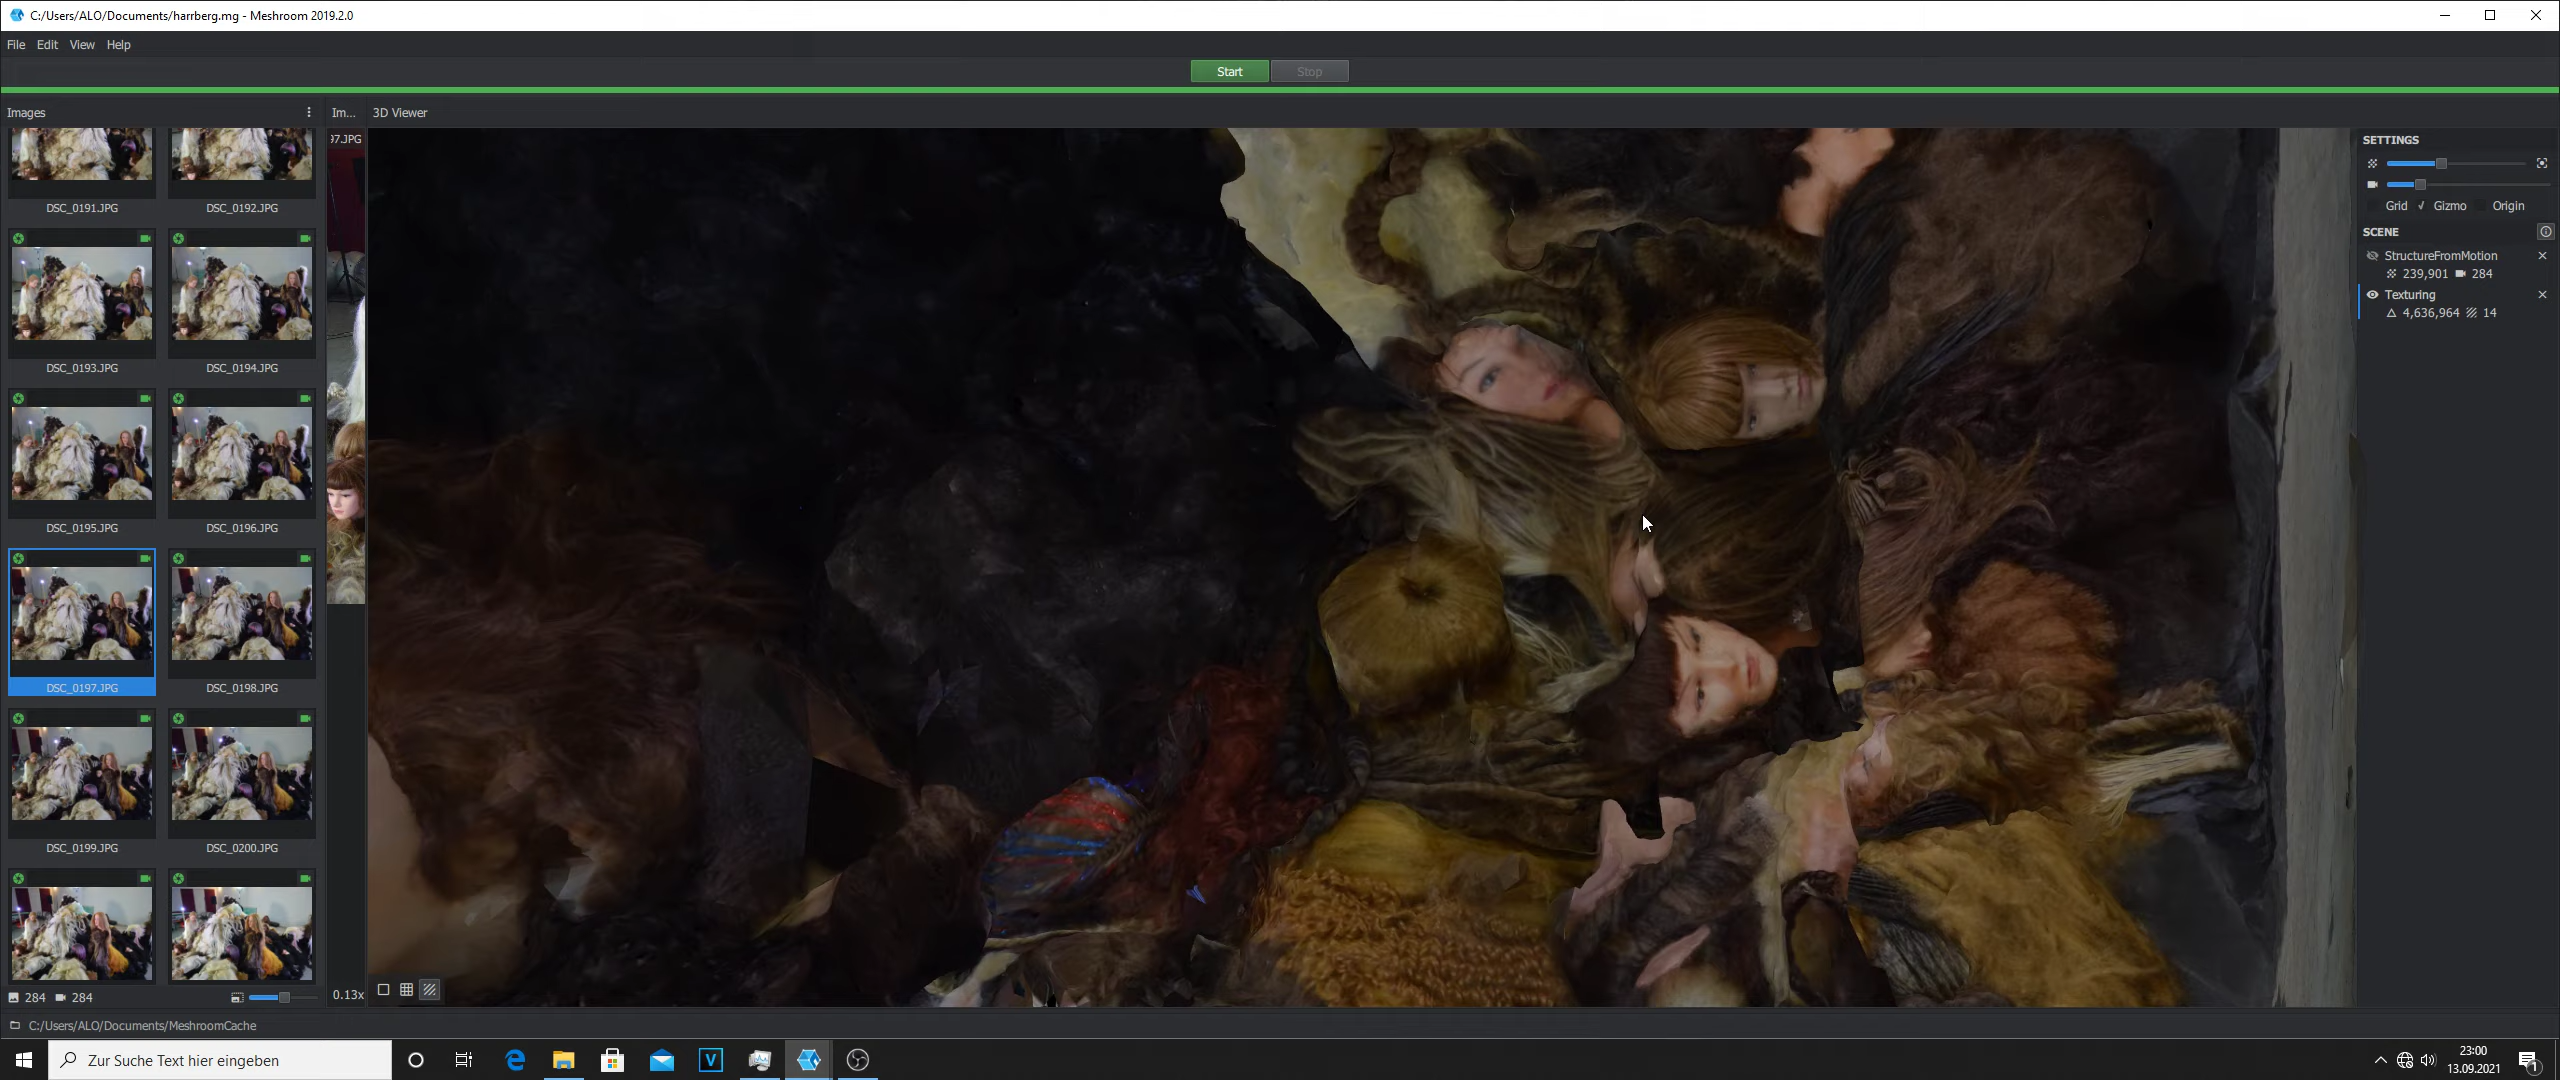 C:/Users/ALO/Documents/harrberg.mg - Meshroom 2019.2.0
File Edit View Help
Start Stop
Images Im... 3D Viewer
97.JPG
SETTINGS
Grid Gizmo Origin
SCENE
StructureFromMotion
239,901 284
Texturing
4,636,964 14
DSC_0191.JPG DSC_0192.JPG
DSC_0193.JPG DSC_0194.JPG
DSC_0195.JPG DSC_0196.JPG
DSC_0197.JPG DSC_0198.JPG
DSC_0199.JPG DSC_0200.JPG
284 284 0.13x
C:/Users/ALO/Documents/MeshroomCache
Zur Suche Text hier eingeben
23:00
13.09.2021
1